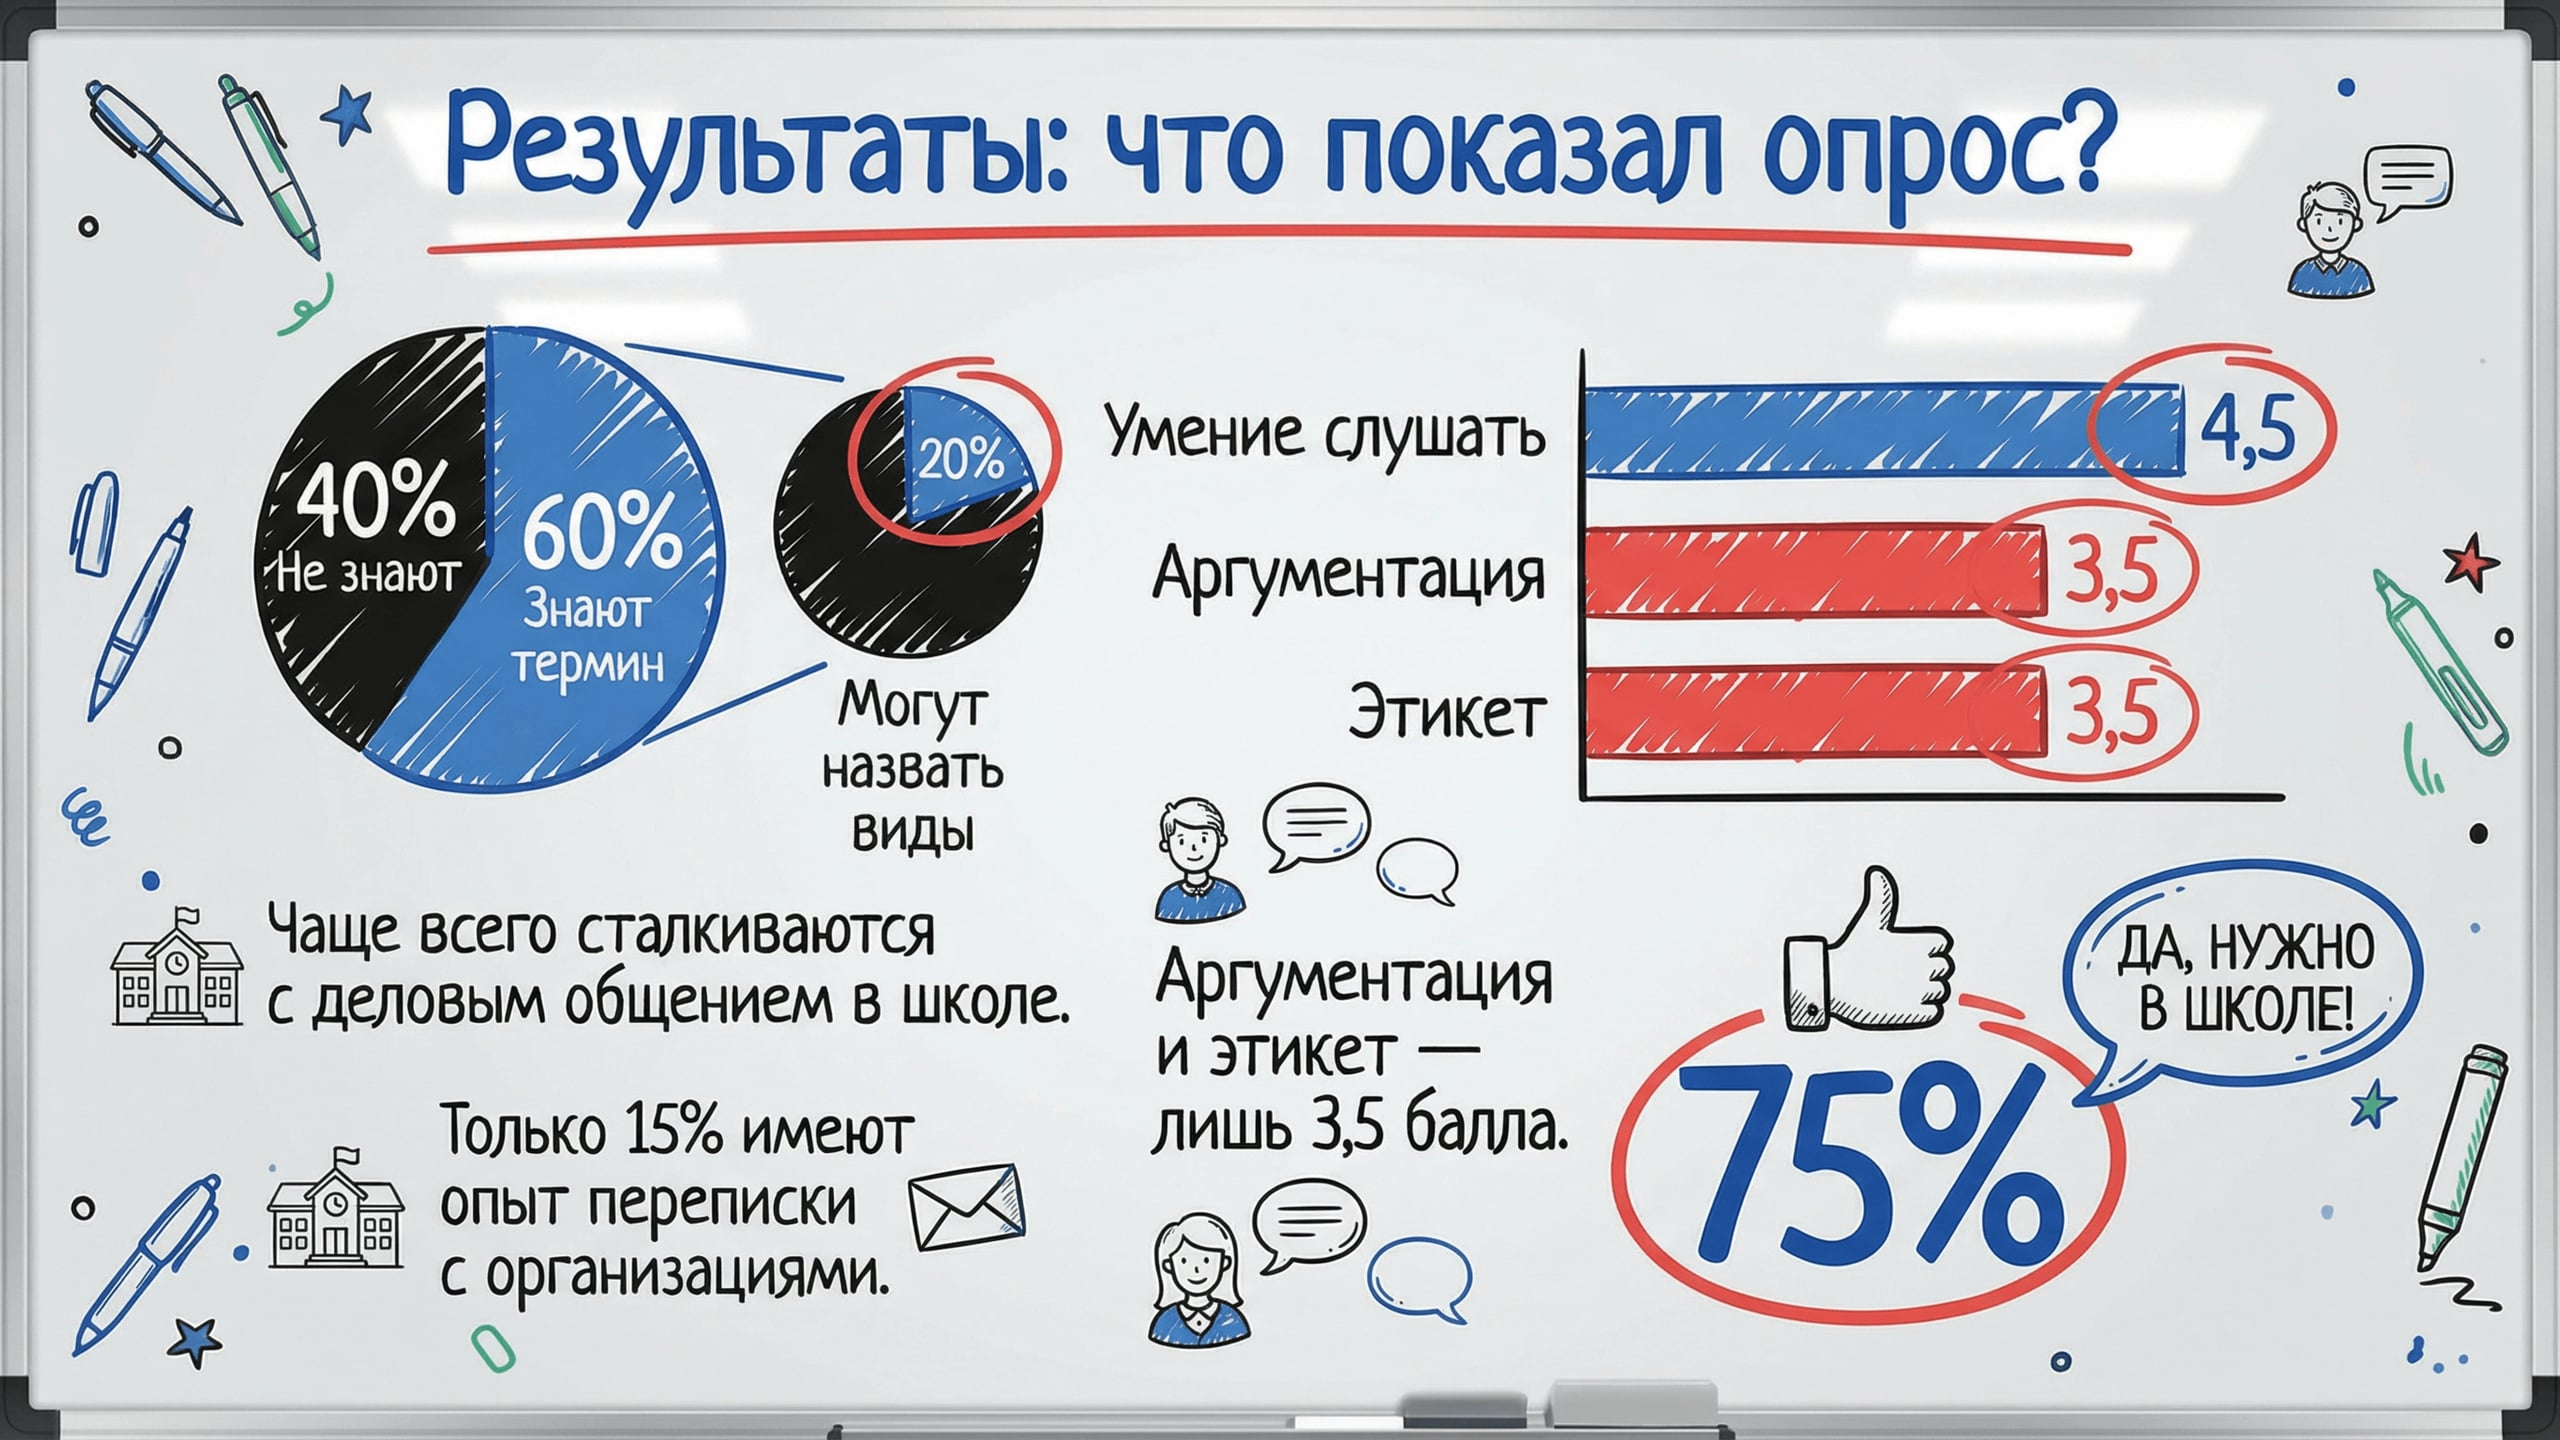 Результаты: что показал опрос?
40%
Не знают
60%
Знают
термин
20%
Могут
назвать
виды
Умение слушать
4,5
Аргументация
3,5
Этикет
3,5
Чаще всего сталкиваются
с деловым общением в школе.
Только 15% имеют
опыт переписки
с организациями.
Аргументация
и этикет —
лишь 3,5 балла.
ДА, НУЖНО
В ШКОЛЕ!
75%